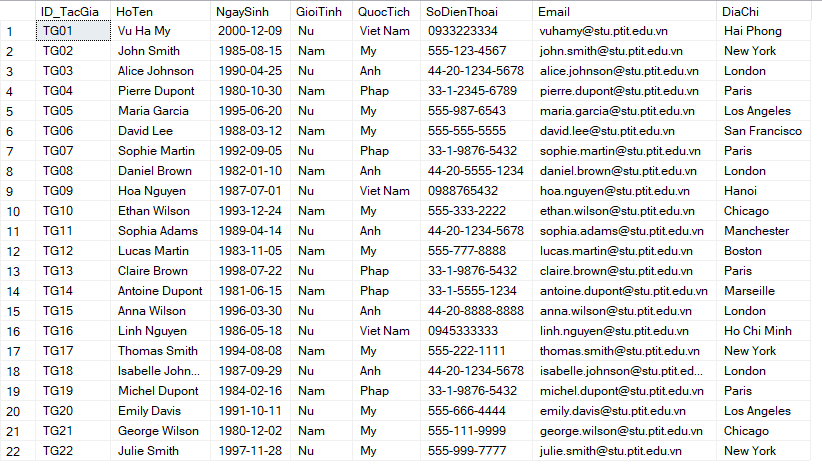 ID_TacGia HoTen NgaySinh GioiTinh QuocTich SoDienThoai Email DiaChi
1 TG01 Vu Ha My 2000-12-09 Nu Viet Nam 0933223334 vuhamy@stu.ptit.edu.vn Hai Phong
2 TG02 John Smith 1985-08-15 Nam My 555-123-4567 john.smith@stu.ptit.edu.vn New York
3 TG03 Alice Johnson 1990-04-25 Nu Anh 44-20-1234-5678 alice.johnson@stu.ptit.edu.vn London
4 TG04 Pierre Dupont 1980-10-30 Nam Phap 33-1-2345-6789 pierre.dupont@stu.ptit.edu.vn Paris
5 TG05 Maria Garcia 1995-06-20 Nu My 555-987-6543 maria.garcia@stu.ptit.edu.vn Los Angeles
6 TG06 David Lee 1988-03-12 Nam My 555-555-5555 david.lee@stu.ptit.edu.vn San Francisco
7 TG07 Sophie Martin 1992-09-05 Nu Phap 33-1-9876-5432 sophie.martin@stu.ptit.edu.vn Paris
8 TG08 Daniel Brown 1982-01-10 Nam Anh 44-20-5555-1234 daniel.brown@stu.ptit.edu.vn London
9 TG09 Hoa Nguyen 1987-07-01 Nu Viet Nam 0988765432 hoa.nguyen@stu.ptit.edu.vn Hanoi
10 TG10 Ethan Wilson 1993-12-24 Nam My 555-333-2222 ethan.wilson@stu.ptit.edu.vn Chicago
11 TG11 Sophia Adams 1989-04-14 Nu Anh 44-20-1234-5678 sophia.adams@stu.ptit.edu.vn Manchester
12 TG12 Lucas Martin 1983-11-05 Nam My 555-777-8888 lucas.martin@stu.ptit.edu.vn Boston
13 TG13 Claire Brown 1998-07-22 Nu Phap 33-1-9876-5432 claire.brown@stu.ptit.edu.vn Paris
14 TG14 Antoine Dupont 1981-06-15 Nam Phap 33-1-5555-1234 antoine.dupont@stu.ptit.edu.vn Marseille
15 TG15 Anna Wilson 1996-03-30 Nu Anh 44-20-8888-8888 anna.wilson@stu.ptit.edu.vn London
16 TG16 Linh Nguyen 1986-05-18 Nu Viet Nam 0945333333 linh.nguyen@stu.ptit.edu.vn Ho Chi Minh
17 TG17 Thomas Smith 1994-08-08 Nam My 555-222-1111 thomas.smith@stu.ptit.edu.vn New York
18 TG18 Isabelle John... 1987-09-29 Nu Anh 44-20-1234-5678 isabelle.johnson@stu.ptit.ed... London
19 TG19 Michel Dupont 1984-02-16 Nam Phap 33-1-9876-5432 michel.dupont@stu.ptit.edu.vn Paris
20 TG20 Emily Davis 1991-10-11 Nu My 555-666-4444 emily.davis@stu.ptit.edu.vn Los Angeles
21 TG21 George Wilson 1980-12-02 Nam My 555-111-9999 george.wilson@stu.ptit.edu.vn Chicago
22 TG22 Julie Smith 1997-11-28 Nu My 555-999-7777 julie.smith@stu.ptit.edu.vn New York